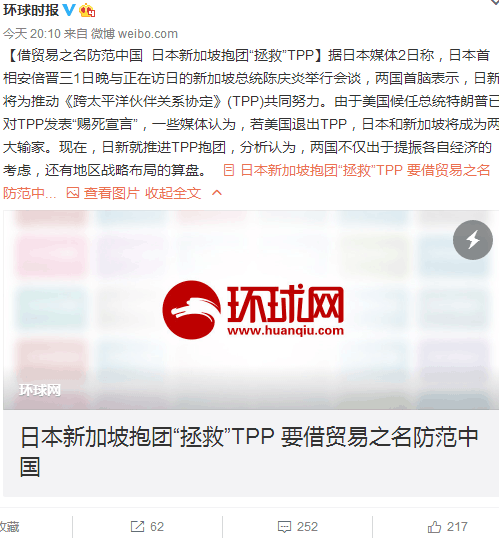 环球时报
今天 20:10 来自 微博 weibo.com
【借贸易之名防范中国 日本新加坡抱团“拯救”TPP】据日本媒体2日称，日本首
相安倍晋三1日晚与正在访日的新加坡总统陈庆炎举行会谈，两国首脑表示，日新
将为推动《跨太平洋伙伴关系协定》(TPP)共同努力。由于美国候任总统特朗普已
对TPP发表“赐死宣言”，一些媒体认为，若美国退出TPP，日本和新加坡将成为两
大输家。现在，日新就推进TPP抱团，分析认为，两国不仅出于提振各自经济的
考虑，还有地区战略布局的算盘。 日本新加坡抱团“拯救”TPP 要借贸易之名
防范中... 查看图片 收起全文
环球网
www.huanqiu.com
环球网
日本新加坡抱团“拯救”TPP 要借贸易之名防范中
国
收藏 62 252 217